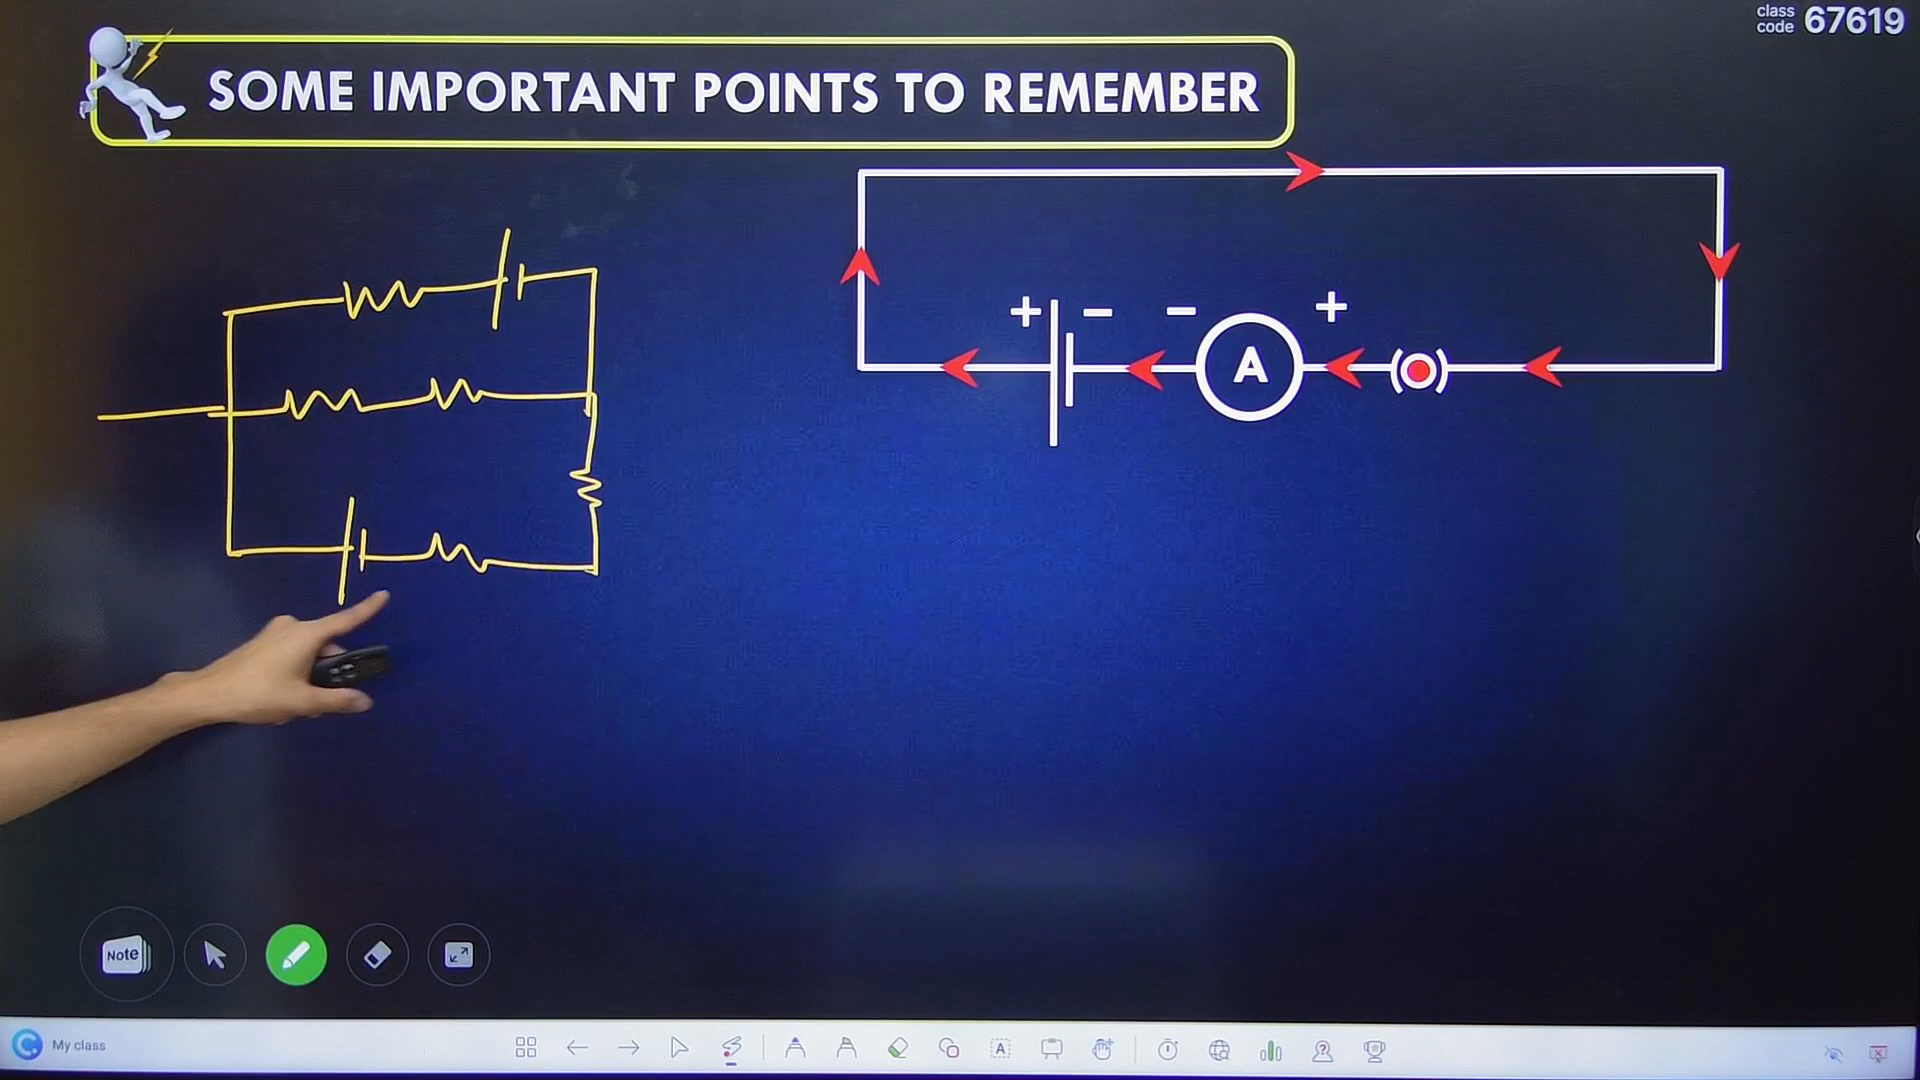 class
code 67619
SOME IMPORTANT POINTS TO REMEMBER
+ − − +
A
Note
My class
A